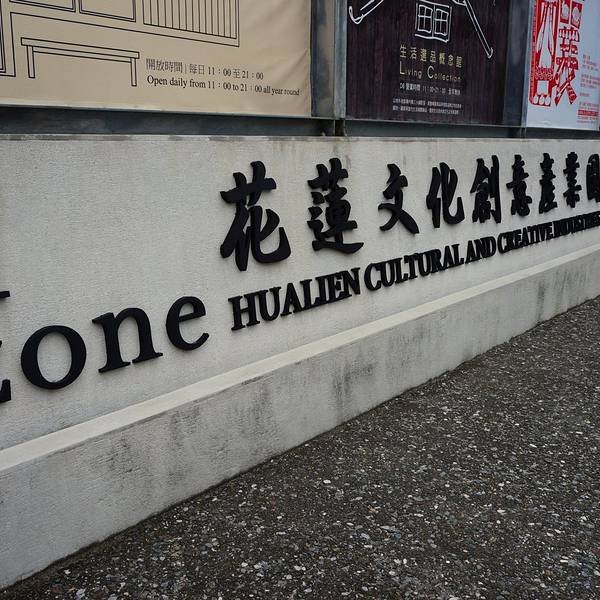 開放時間 | 每日 11:00 至 21:00
Open daily from 11:00 to 21:00 all year round
生活選品概念館
Living Collection
花蓮文化創意產業園
HUALIEN CULTURAL AND CREATIVE INDUSTRIES
zone